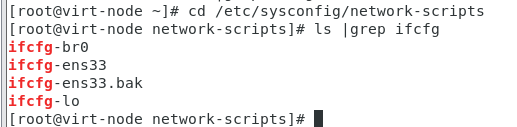 [root@virt-node ~]# cd /etc/sysconfig/network-scripts
[root@virt-node network-scripts]# ls |grep ifcfg
ifcfg-br0
ifcfg-ens33
ifcfg-ens33.bak
ifcfg-lo
[root@virt-node network-scripts]#